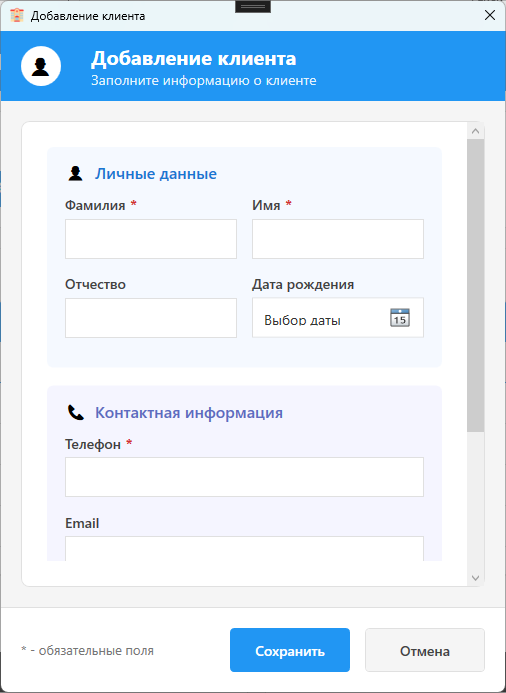 Добавление клиента
Добавление клиента
Заполните информацию о клиенте
Личные данные
Фамилия * Имя *
Отчество Дата рождения
Выбор даты 15
Контактная информация
Телефон *
Email
* - обязательные поля Сохранить Отмена